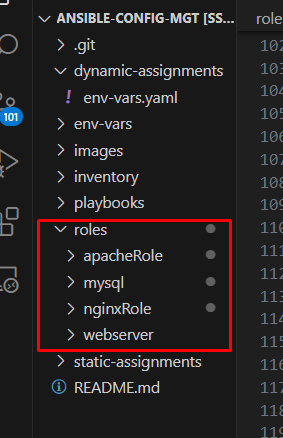 ANSIBLE-CONFIG-MGT [SS...
role
.git
dynamic-assignments
! env-vars.yaml
env-vars
101
images
inventory
playbooks
roles
apacheRole
mysql
nginxRole
webserver
static-assignments
README.md
102
103
104
105
106
107
108
109
110
111
112
113
114
115
116
117